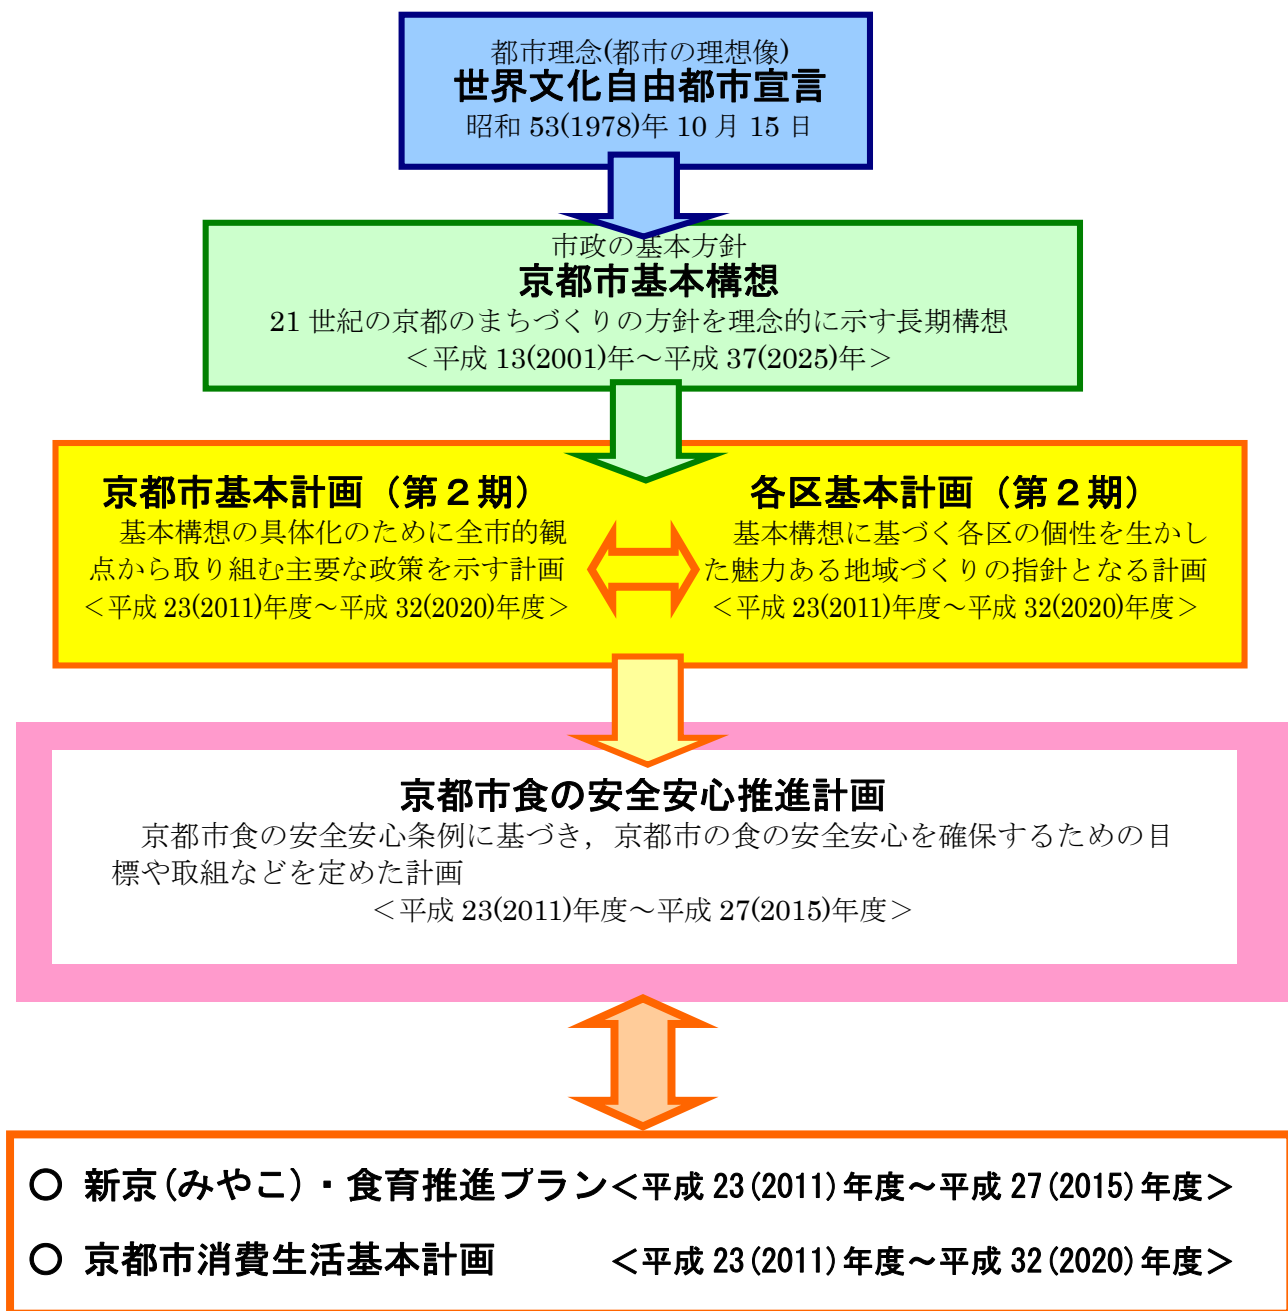 都市理念(都市の理想像)
世界文化自由都市宣言
昭和 53(1978)年 10 月 15 日
市政の基本方針
京都市基本構想
21 世紀の京都のまちづくりの方針を理念的に示す長期構想
＜平成 13(2001)年～平成 37(2025)年＞
京都市基本計画（第２期）
基本構想の具体化のために全市的観
点から取り組む主要な政策を示す計画
＜平成 23(2011)年度～平成 32(2020)年度＞
各区基本計画（第２期）
基本構想に基づく各区の個性を生かし
た魅力ある地域づくりの指針となる計画
＜平成 23(2011)年度～平成 32(2020)年度＞
京都市食の安全安心推進計画
京都市食の安全安心条例に基づき，京都市の食の安全安心を確保するための目
標や取組などを定めた計画
＜平成 23(2011)年度～平成 27(2015)年度＞
○ 新京(みやこ)・食育推進プラン＜平成 23(2011)年度～平成 27(2015)年度＞
○ 京都市消費生活基本計画 ＜平成 23(2011)年度～平成 32(2020)年度＞